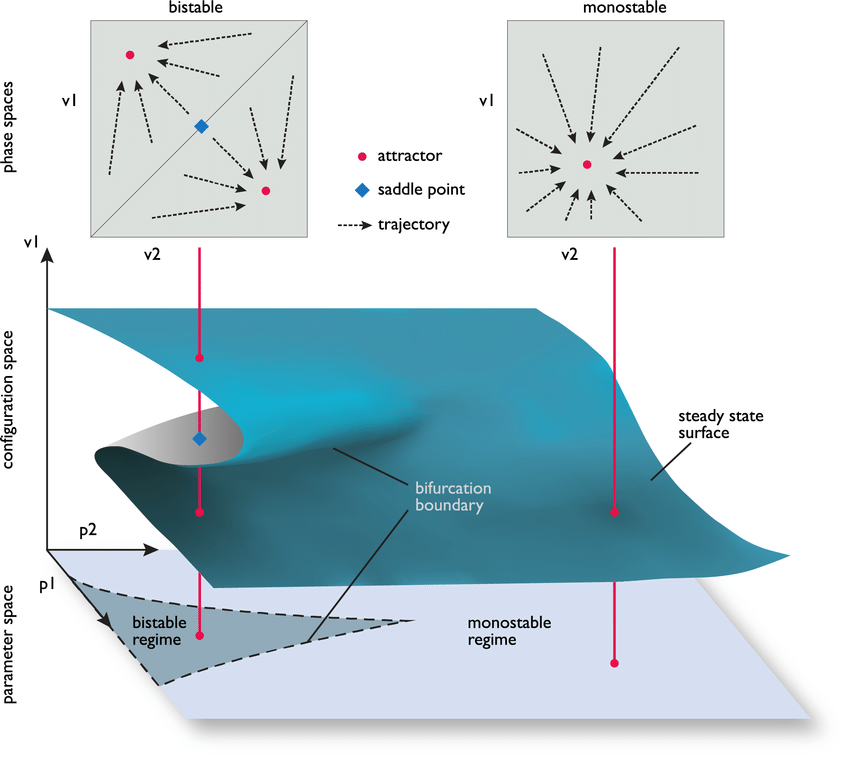 bistable
monostable
phase spaces
v1
v1
attractor
saddle point
trajectory
v2
v2
v1
configuration space
steady state
surface
bifurcation
boundary
p2
p1
parameter space
bistable
regime
monostable
regime